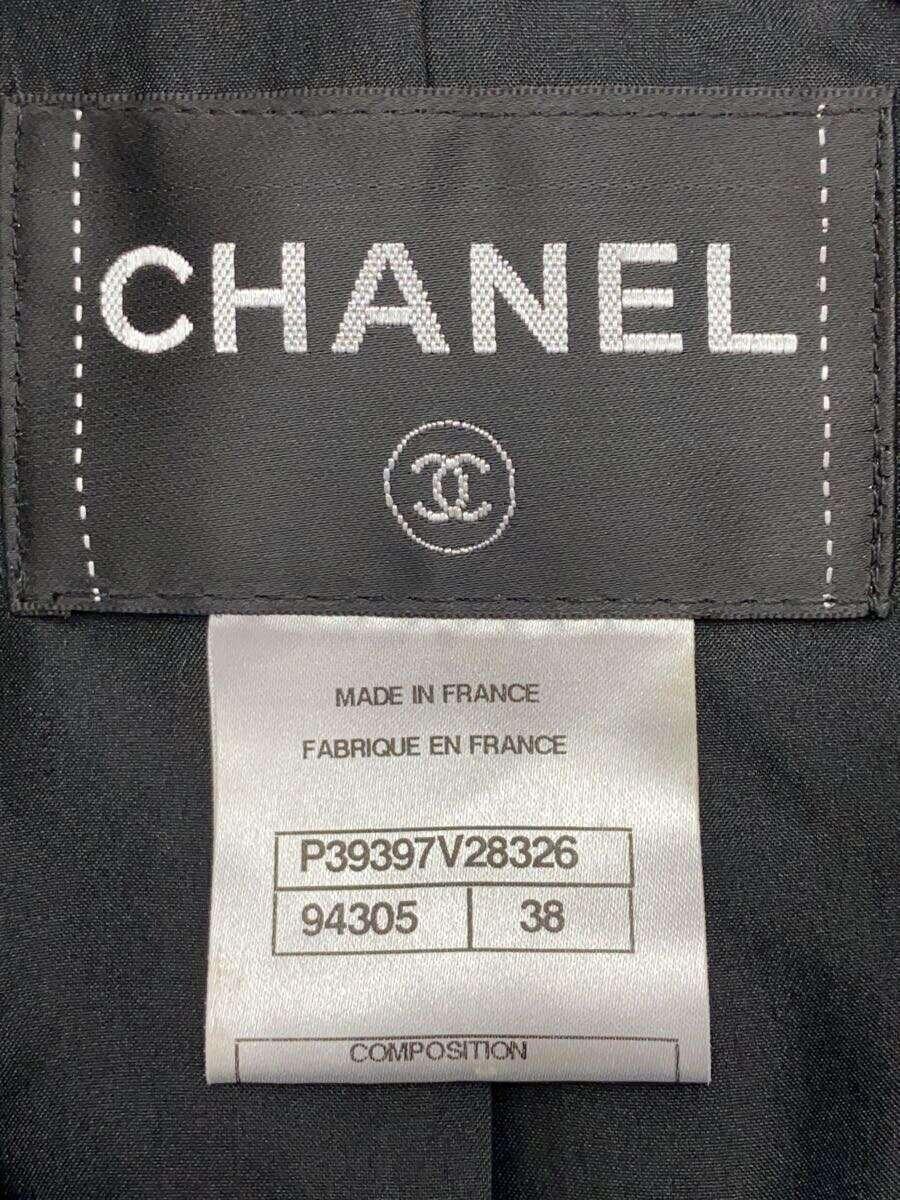 CHANEL
MADE IN FRANCE
FABRIQUE EN FRANCE
P39397V28326
94305 38
COMPOSITION